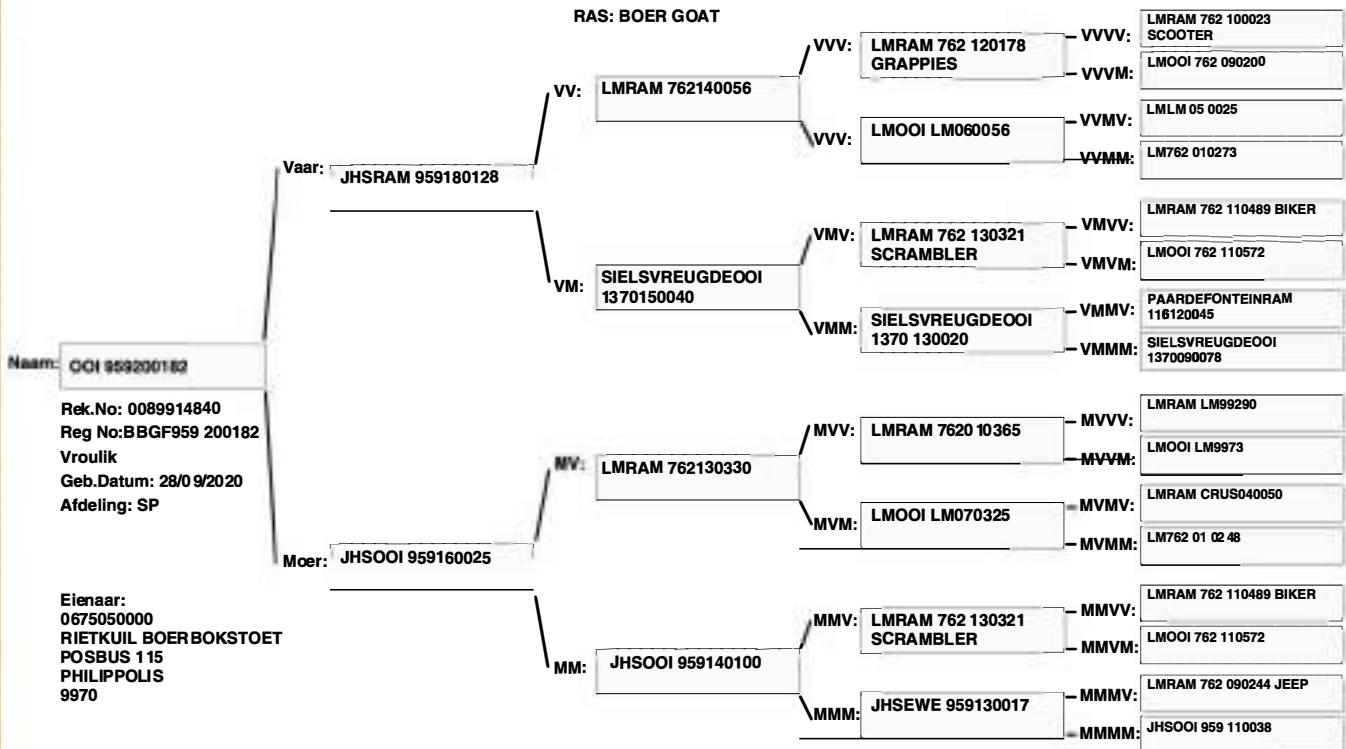 RAS: BOER GOAT
Naam: OOI 959200182
Rek.No: 0089914840
Reg No:BBGF959 200182
Vroulik
Geb.Datum: 28/09/2020
Afdeling: SP
Eienaar:
0675050000
RIETKUIL BOERBOKSTOET
POSBUS 115
PHILIPPOLIS
9970
Vaar: JHSRAM 959180128
Moer: JHSOOI 959160025
VV: LMRAM 762140056
VM: SIELSVREUGDEOOI
1370150040
MV: LMRAM 762130330
MM: JHSOOI 959140100
VVV: LMRAM 762 120178
GRAPPIES
VVV: LMOOI LM060056
VMV: LMRAM 762 130321
SCRAMBLER
VMM: SIELSVREUGDEOOI
1370 130020
MVV: LMRAM 7620 10365
MVM: LMOOI LM070325
MMV: LMRAM 762 130321
SCRAMBLER
MMM: JHSEWE 959130017
VVVV: LMRAM 762 100023
SCOOTER
VVVM: LMOOI 762 090200
VVMV: LMLM 05 0025
VVMM: LM762 010273
VMVV: LMRAM 762 110489 BIKER
VMVM: LMOOI 762 110572
VMMV: PAARDEFONTEINRAM
116120045
VMMM: SIELSVREUGDEOOI
1370090078
MVVV: LMRAM LM99290
MVVM: LMOOI LM9973
MVMV: LMRAM CRUS040050
MVMM: LM762 01 02 48
MMVV: LMRAM 762 110489 BIKER
MMVM: LMOOI 762 110572
MMMV: LMRAM 762 090244 JEEP
MMMM: JHSOOI 959 110038